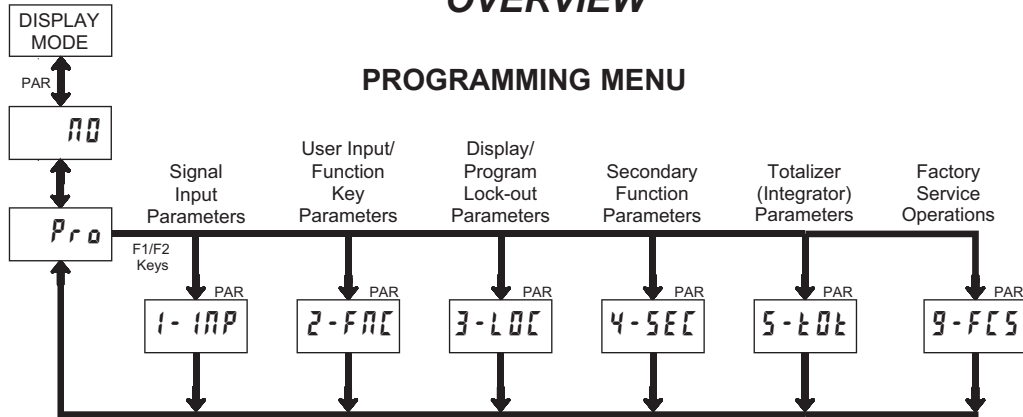 OVERVIEW
DISPLAY
MODE
PAR
PROGRAMMING MENU
NO
Pro
F1/F2
Keys
Signal
Input
Parameters
User Input/
Function
Key
Parameters
Display/
Program
Lock-out
Parameters
Secondary
Function
Parameters
Totalizer
(Integrator)
Parameters
Factory
Service
Operations
PAR
1-INP
PAR
2-FNC
PAR
3-LOC
PAR
4-SEC
PAR
5-tOt
PAR
9-FCS